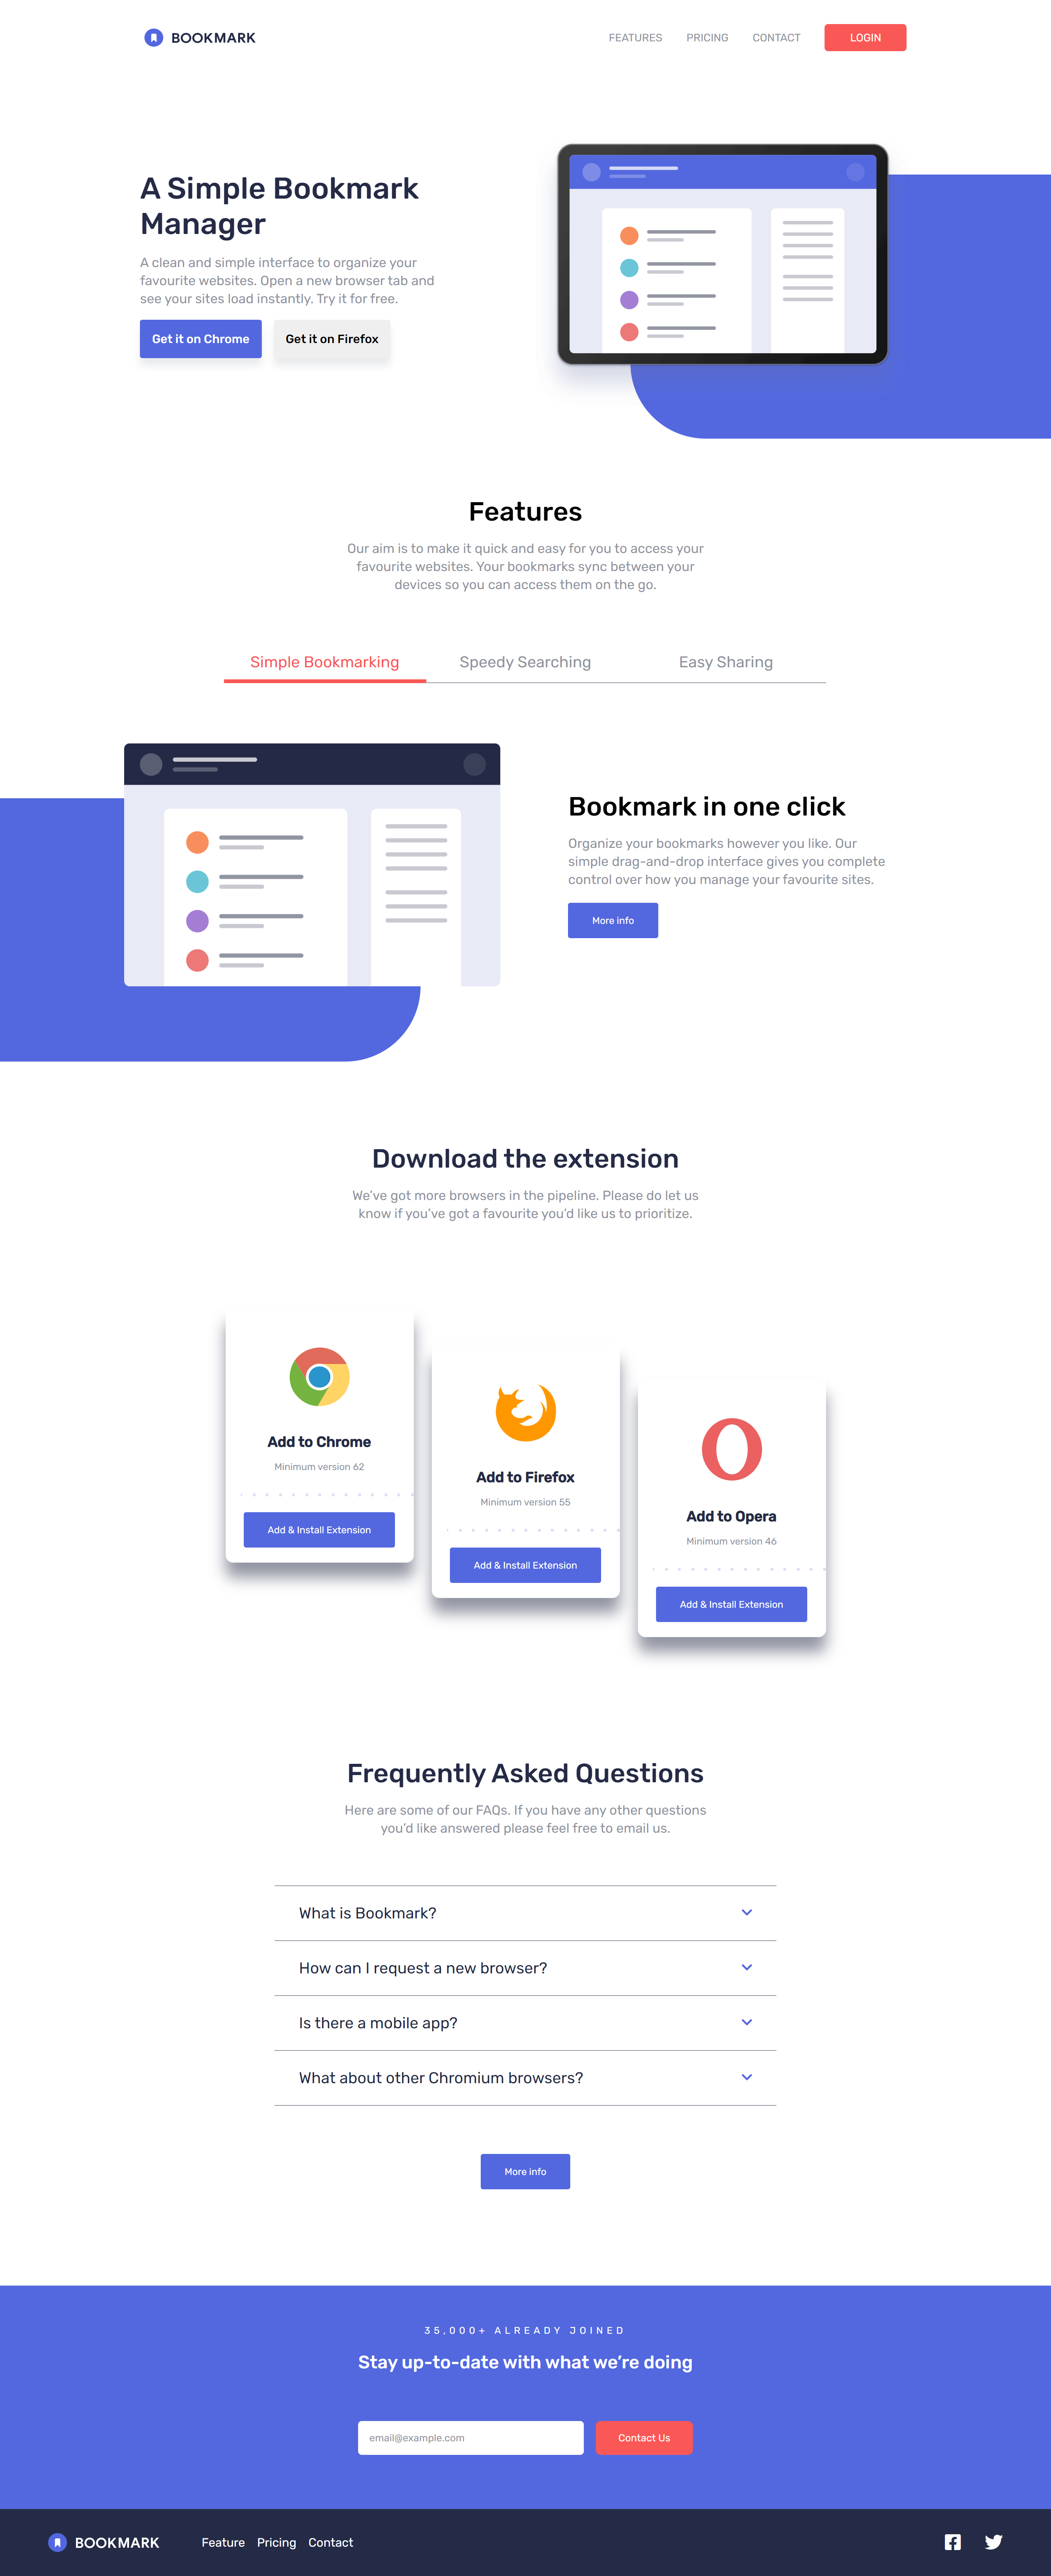 BOOKMARK
FEATURES PRICING CONTACT LOGIN
A Simple Bookmark
Manager
A clean and simple interface to organize your
favourite websites. Open a new browser tab and
see your sites load instantly. Try it for free.
Get it on Chrome Get it on Firefox
Features
Our aim is to make it quick and easy for you to access your
favourite websites. Your bookmarks sync between your
devices so you can access them on the go.
Simple Bookmarking Speedy Searching Easy Sharing
Bookmark in one click
Organize your bookmarks however you like. Our
simple drag-and-drop interface gives you complete
control over how you manage your favourite sites.
More info
Download the extension
We’ve got more browsers in the pipeline. Please do let us
know if you’ve got a favourite you’d like us to prioritize.
Add to Chrome
Minimum version 62
Add & Install Extension
Add to Firefox
Minimum version 55
Add & Install Extension
Add to Opera
Minimum version 46
Add & Install Extension
Frequently Asked Questions
Here are some of our FAQs. If you have any other questions
you’d like answered please feel free to email us.
What is Bookmark?
How can I request a new browser?
Is there a mobile app?
What about other Chromium browsers?
More info
35,000+ ALREADY JOINED
Stay up-to-date with what we’re doing
email@example.com Contact Us
BOOKMARK Feature Pricing Contact